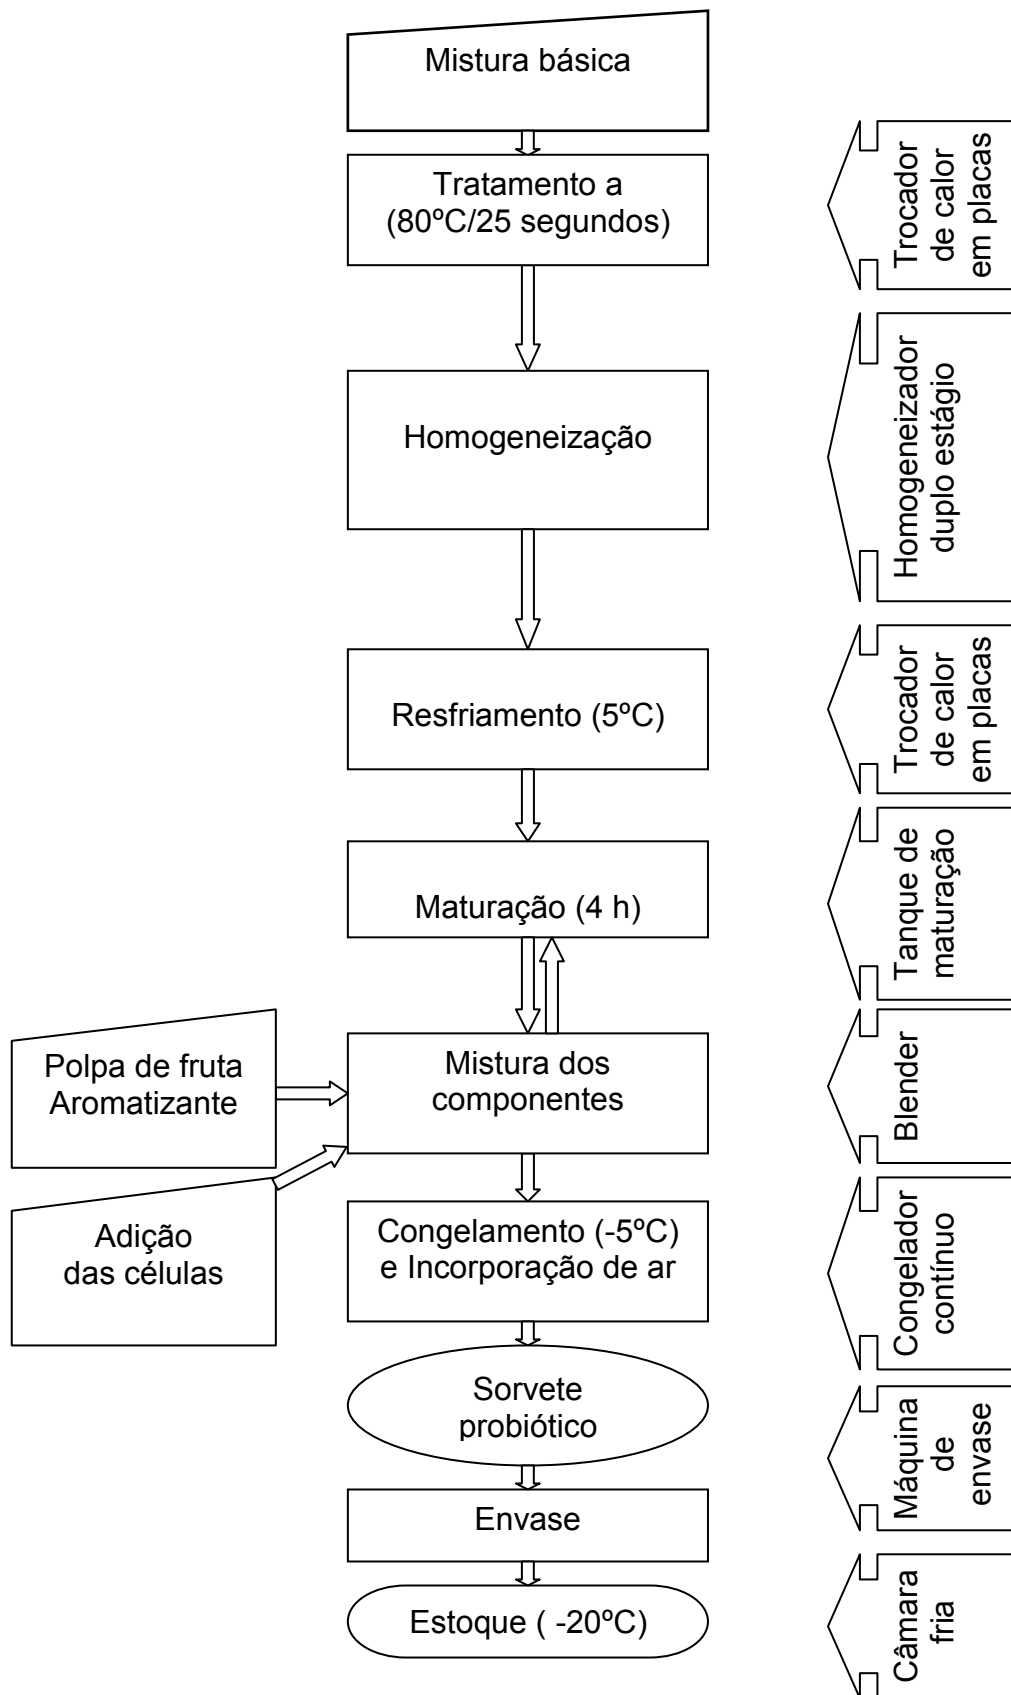 Mistura básica
Tratamento a
(80ºC/25 segundos)
Trocador
de calor
em placas
Homogeneização
Homogeneizador
duplo estágio
Resfriamento (5ºC)
Trocador
de calor
em placas
Maturação (4 h)
Tanque de
maturação
Polpa de fruta
Aromatizante
Mistura dos
componentes
Blender
Adição
das células
Congelamento (-5ºC)
e Incorporação de ar
Congelador
contínuo
Sorvete
probiótico
Máquina
de
envase
Envase
Estoque ( -20ºC)
Câmara
fria